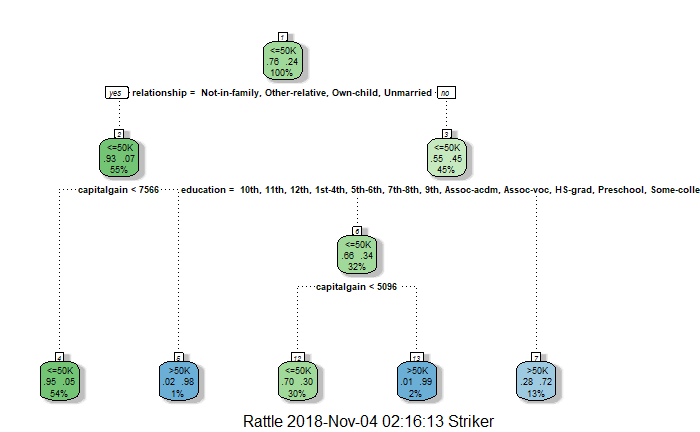 1
<=50K
.76 .24
100%
yes relationship = Not-in-family, Other-relative, Own-child, Unmarried no
2
<=50K
.93 .07
55%
3
<=50K
.55 .45
45%
capitalgain < 7566
education = 10th, 11th, 12th, 1st-4th, 5th-6th, 7th-8th, 9th, Assoc-acdm, Assoc-voc, HS-grad, Preschool, Some-colle
6
<=50K
.66 .34
32%
capitalgain < 5096
4
<=50K
.95 .05
54%
5
>50K
.02 .98
1%
12
<=50K
.70 .30
30%
13
>50K
.01 .99
2%
7
>50K
.28 .72
13%
Rattle 2018-Nov-04 02:16:13 Striker